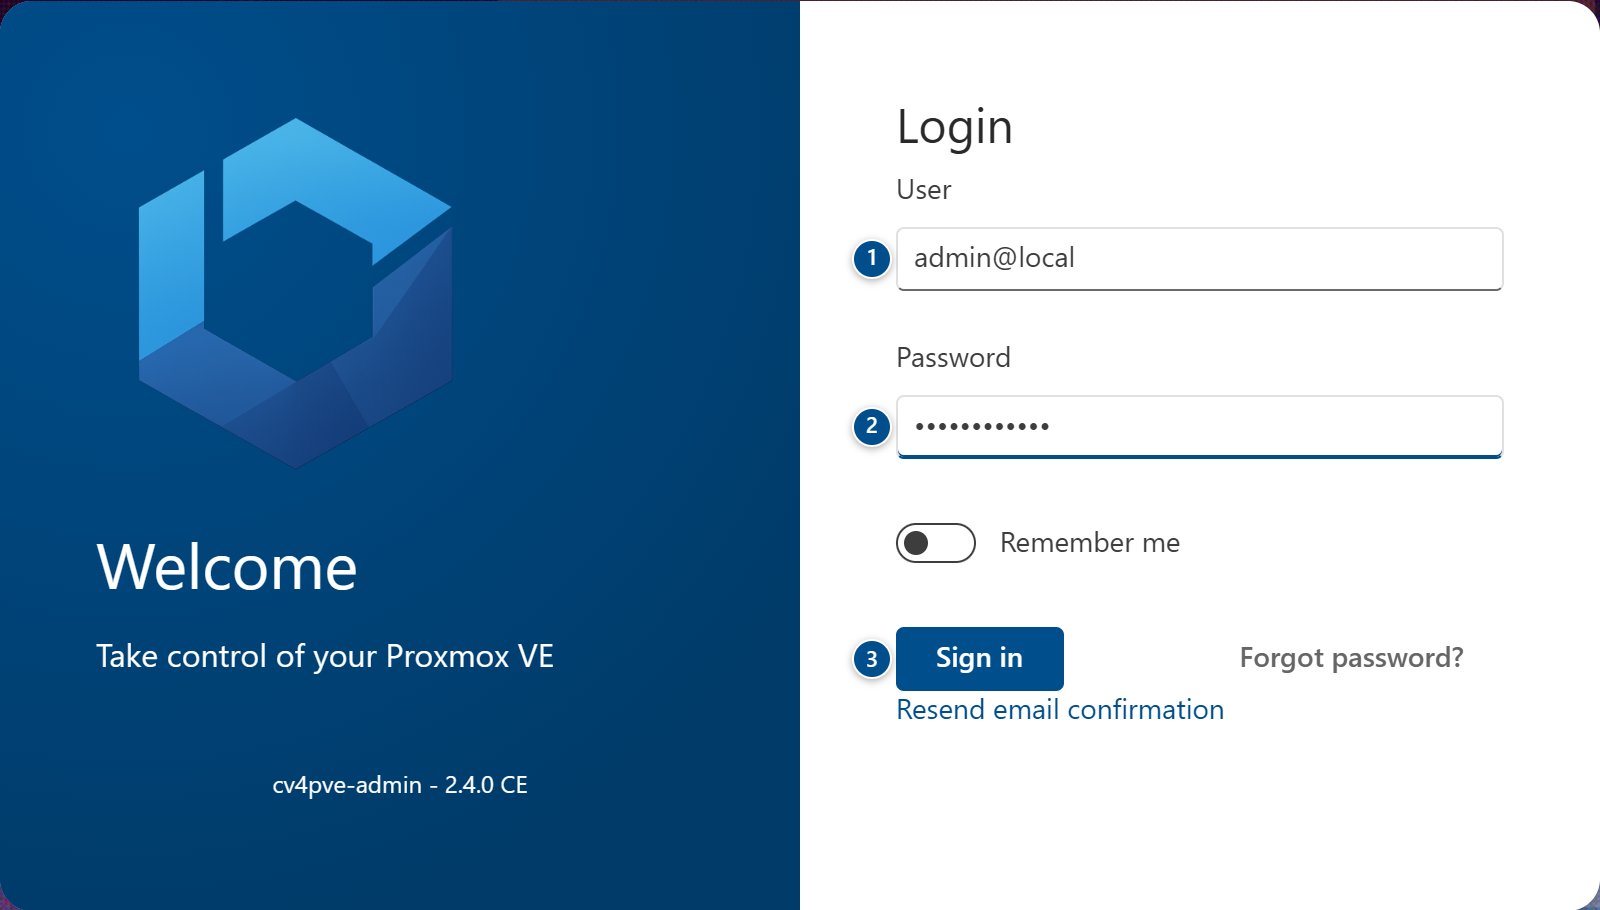 Welcome
Take control of your Proxmox VE
cv4pve-admin - 2.4.0 CE
Login
User
1 admin@local
Password
2 ••••••••••••
Remember me
3 Sign in Forgot password?
Resend email confirmation